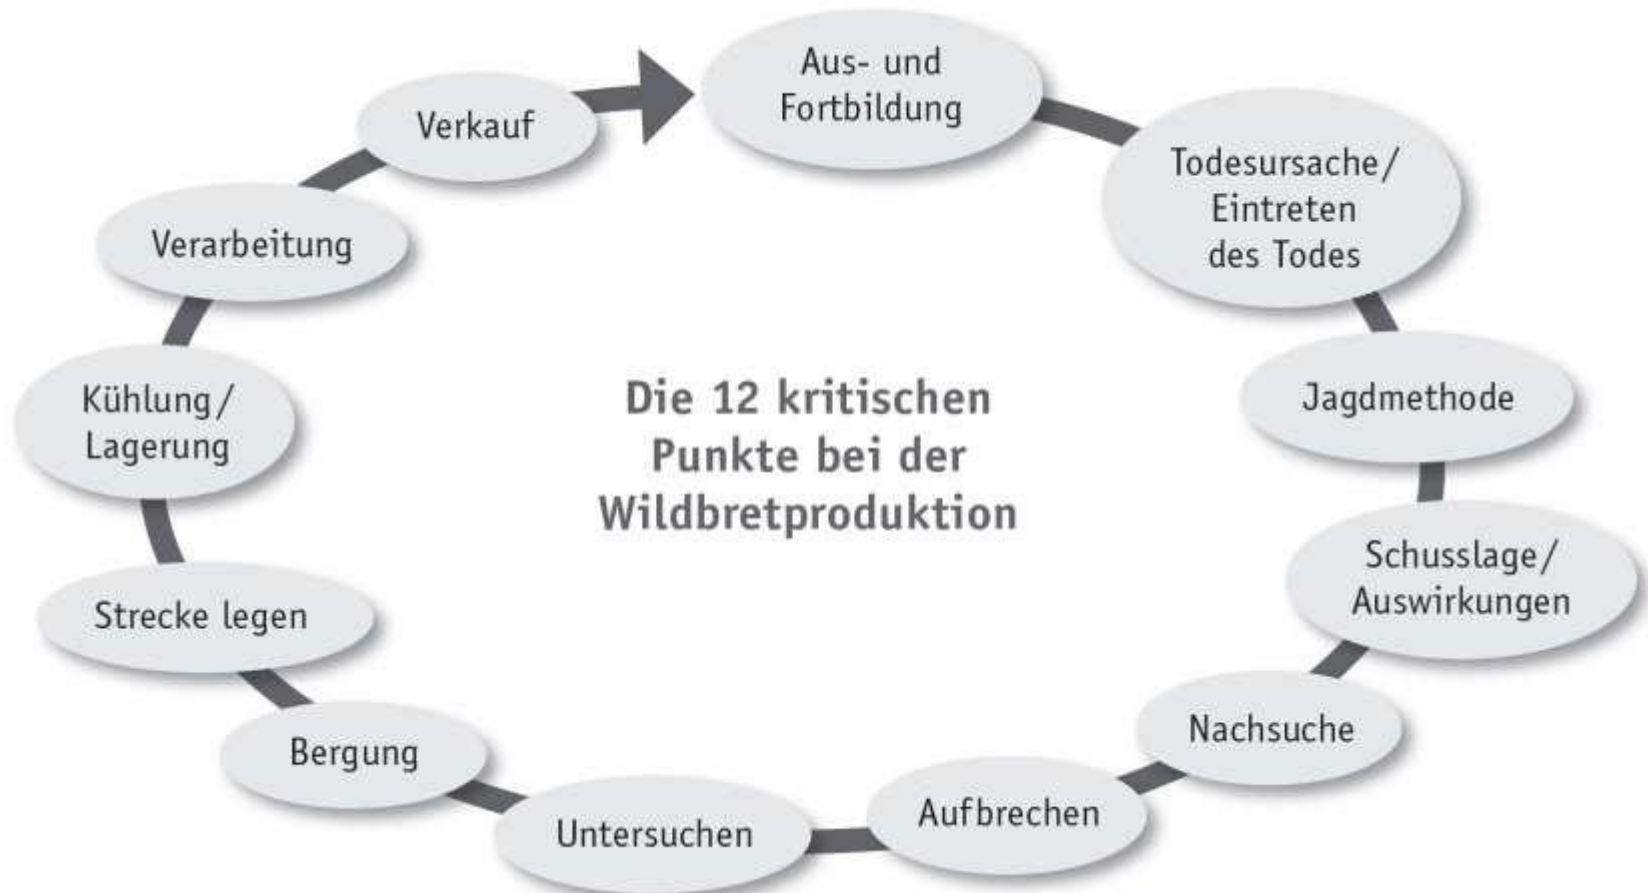 Aus- und
Fortbildung
Todesursache/
Eintreten
des Todes
Jagdmethode
Schusslage/
Auswirkungen
Nachsuche
Aufbrechen
Untersuchen
Bergung
Strecke legen
Kühlung/
Lagerung
Verarbeitung
Verkauf
Die 12 kritischen
Punkte bei der
Wildbretproduktion